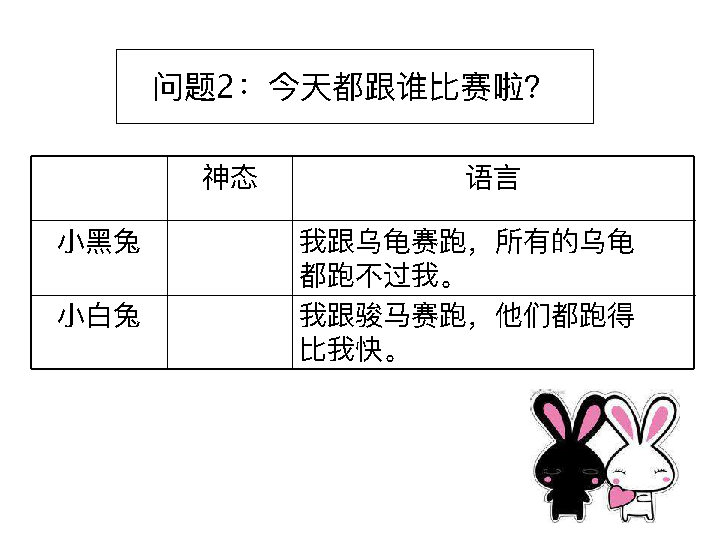 问题2：今天都跟谁比赛啦？
神态 语言
小黑兔 我跟乌龟赛跑，所有的乌龟
都跑不过我。
小白兔 我跟骏马赛跑，他们都跑得
比我快。